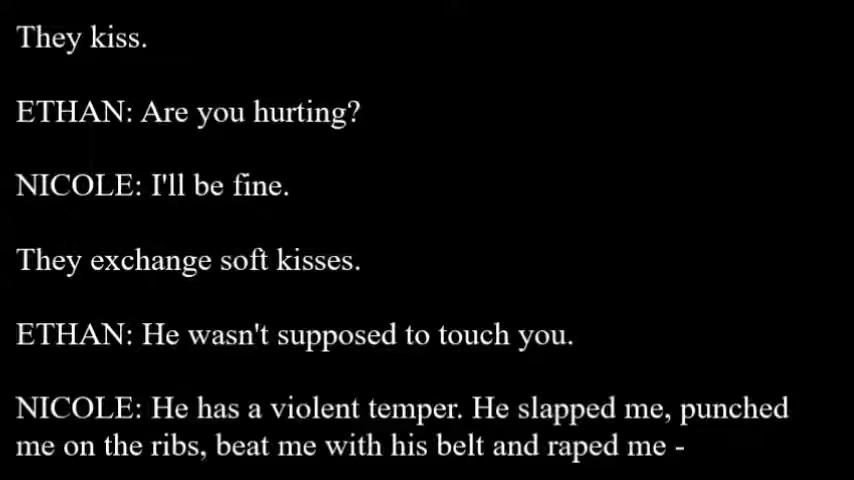 They kiss.
ETHAN: Are you hurting?
NICOLE: I'll be fine.
They exchange soft kisses.
ETHAN: He wasn't supposed to touch you.
NICOLE: He has a violent temper. He slapped me, punched
me on the ribs, beat me with his belt and raped me -